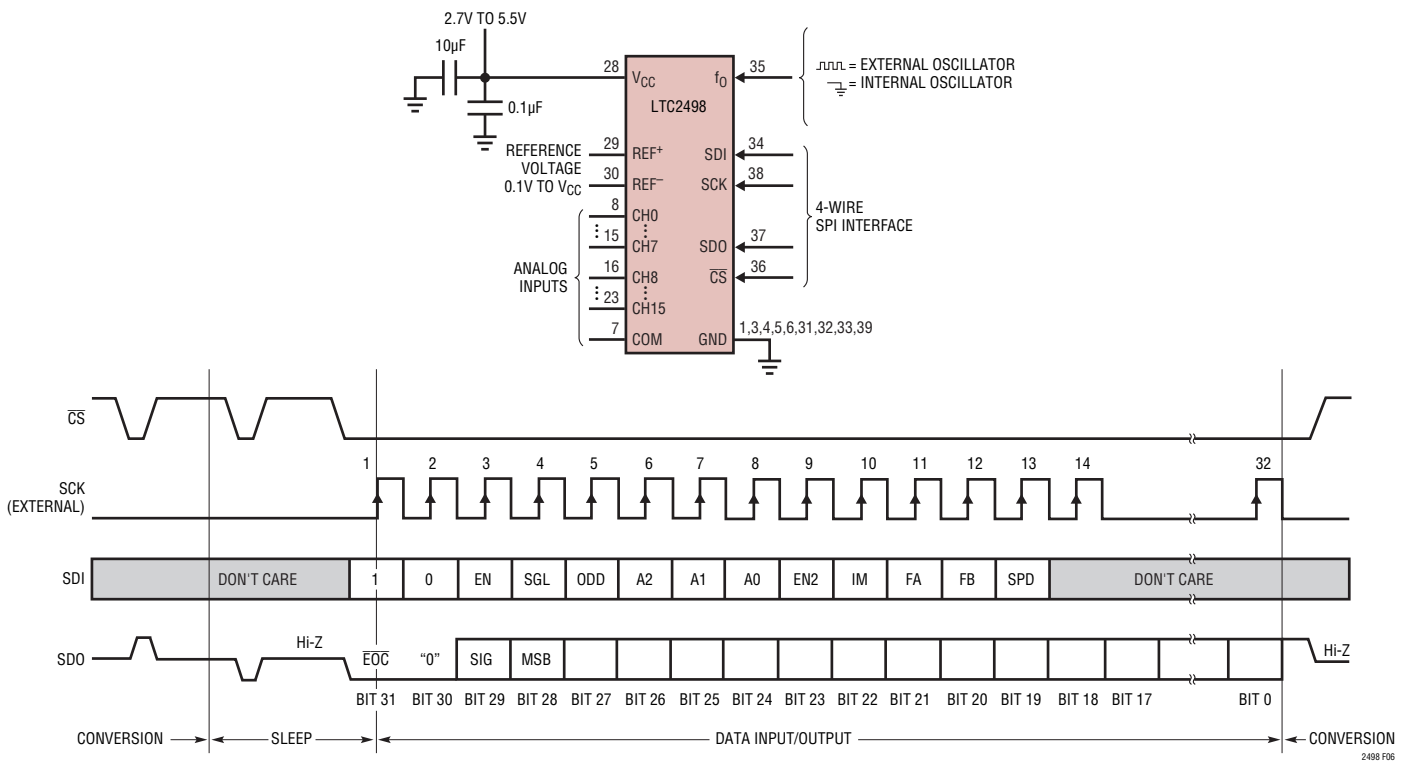 2.7V TO 5.5V
10µF
0.1µF
28
VCC
fO
35
= EXTERNAL OSCILLATOR
= INTERNAL OSCILLATOR
LTC2498
REFERENCE
VOLTAGE
0.1V TO VCC
29
REF+
30
REF–
SDI
34
SCK
38
4-WIRE
SPI INTERFACE
ANALOG
INPUTS
8
CH0
15
CH7
16
CH8
23
CH15
7
COM
SDO
37
CS
36
GND
1,3,4,5,6,31,32,33,39
CS
SCK
(EXTERNAL)
1 2 3 4 5 6 7 8 9 10 11 12 13 14 32
SDI
DON'T CARE 1 0 EN SGL ODD A2 A1 A0 EN2 IM FA FB SPD DON'T CARE
SDO
Hi-Z EOC “0” SIG MSB Hi-Z
BIT 31 BIT 30 BIT 29 BIT 28 BIT 27 BIT 26 BIT 25 BIT 24 BIT 23 BIT 22 BIT 21 BIT 20 BIT 19 BIT 18 BIT 17 BIT 0
CONVERSION SLEEP DATA INPUT/OUTPUT CONVERSION
2498 F06